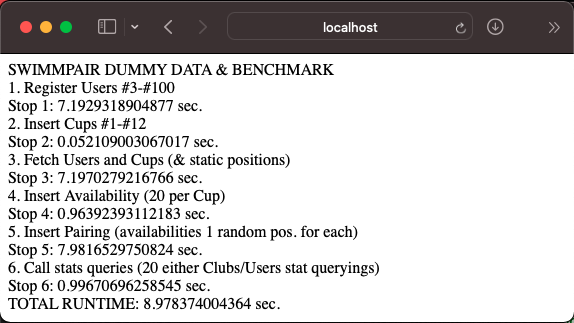 localhost
SWIMMPAIR DUMMY DATA & BENCHMARK
1. Register Users #3-#100
Stop 1: 7.1929318904877 sec.
2. Insert Cups #1-#12
Stop 2: 0.052109003067017 sec.
3. Fetch Users and Cups (& static positions)
Stop 3: 7.1970279216766 sec.
4. Insert Availability (20 per Cup)
Stop 4: 0.96392393112183 sec.
5. Insert Pairing (availabilities 1 random pos. for each)
Stop 5: 7.9816529750824 sec.
6. Call stats queries (20 either Clubs/Users stat queryings)
Stop 6: 0.99670696258545 sec.
TOTAL RUNTIME: 8.978374004364 sec.